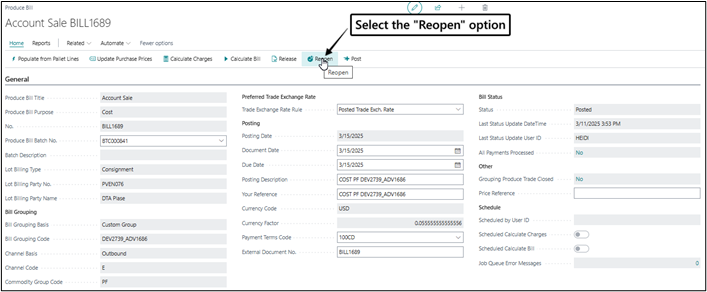 Produce Bill
Account Sale BILL1689
Select the "Reopen" option
Home Reports Related Automate Fewer options
Populate from Pallet Lines Update Purchase Prices Calculate Charges Calculate Bill Release Reopen Post
Reopen
General
Produce Bill Title Account Sale
Produce Bill Purpose Cost
No. BILL1689
Produce Bill Batch No. BTC000841
Batch Description
Lot Billing Type Consignment
Lot Billing Party No. PVEN076
Lot Billing Party Name DTA Plase
Bill Grouping
Bill Grouping Basis Custom Group
Bill Grouping Code DEV2739_ADV1686
Channel Basis Outbound
Channel Code E
Commodity Group Code PF
Preferred Trade Exchange Rate
Trade Exchange Rate Rule Posted Trade Exch. Rate
Posting
Posting Date 3/15/2025
Document Date 3/15/2025
Due Date 3/15/2025
Posting Description COST PF DEV2739_ADV1686
Your Reference COST PF DEV2739_ADV1686
Currency Code USD
Currency Factor 0.055555555555556
Payment Terms Code 100CD
External Document No. BILL1689
Bill Status
Status Posted
Last Status Update DateTime 3/11/2025 3:53 PM
Last Status Update User ID HEIDI
All Payments Processed No
Other
Grouping Produce Trade Closed No
Price Reference
Schedule
Scheduled by User ID
Scheduled Calculate Charges
Scheduled Calculate Bill
Job Queue Error Messages 0